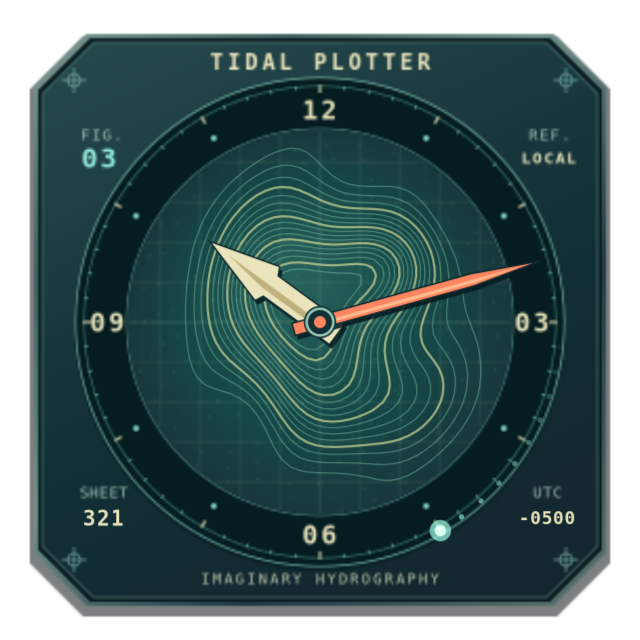 TIDAL PLOTTER
12
FIG.
03
REF.
LOCAL
09
03
SHEET
321
UTC
-0500
06
IMAGINARY HYDROGRAPHY